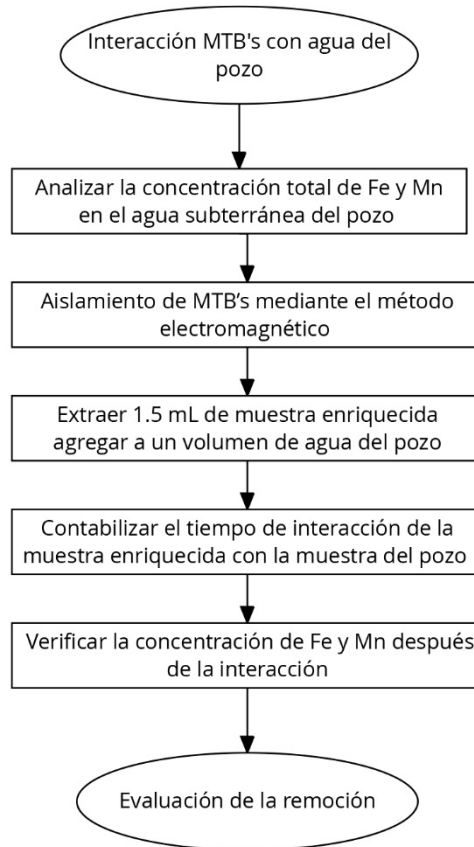 Interacción MTB's con agua del
pozo
Analizar la concentración total de Fe y Mn
en el agua subterránea del pozo
Aislamiento de MTB’s mediante el método
electromagnético
Extraer 1.5 mL de muestra enriquecida
agregar a un volumen de agua del pozo
Contabilizar el tiempo de interacción de la
muestra enriquecida con la muestra del pozo
Verificar la concentración de Fe y Mn después
de la interacción
Evaluación de la remoción